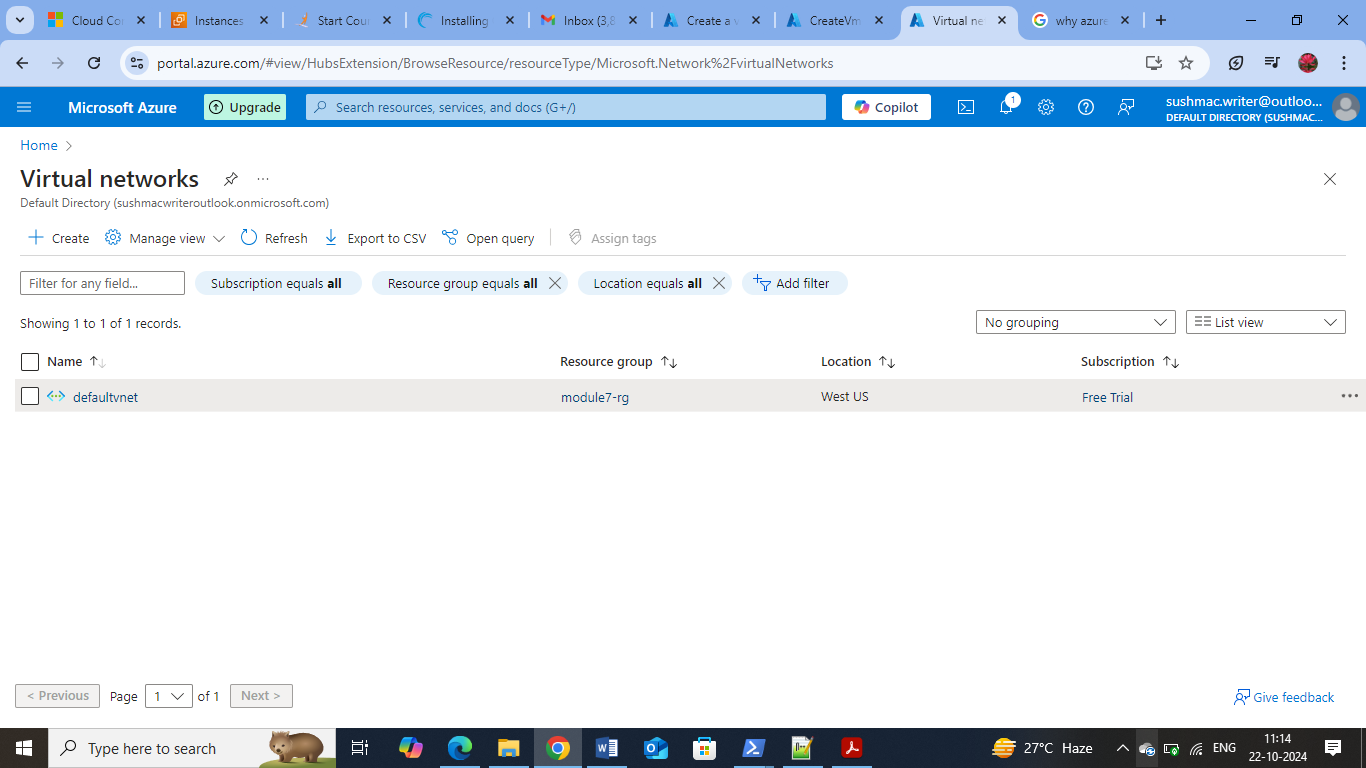 Cloud Co
Instances
Start Cour
Installing
Inbox (3,8
Create a v
CreateVm
Virtual net
why azure
portal.azure.com/#view/HubsExtension/BrowseResource/resourceType/Microsoft.Network%2FvirtualNetworks
Microsoft Azure
Upgrade
Search resources, services, and docs (G+/)
Copilot
1
sushmac.writer@outloo...
DEFAULT DIRECTORY (SUSHMAC...
Home
Virtual networks
Default Directory (sushmacwriteroutlook.onmicrosoft.com)
Create
Manage view
Refresh
Export to CSV
Open query
Assign tags
Filter for any field...
Subscription equals all
Resource group equals all
Location equals all
Add filter
Showing 1 to 1 of 1 records.
No grouping
List view
Name
Resource group
Location
Subscription
defaultvnet
module7-rg
West US
Free Trial
< Previous
Page
1
of 1
Next >
Give feedback
Type here to search
27°C Haze
ENG
11:14
22-10-2024